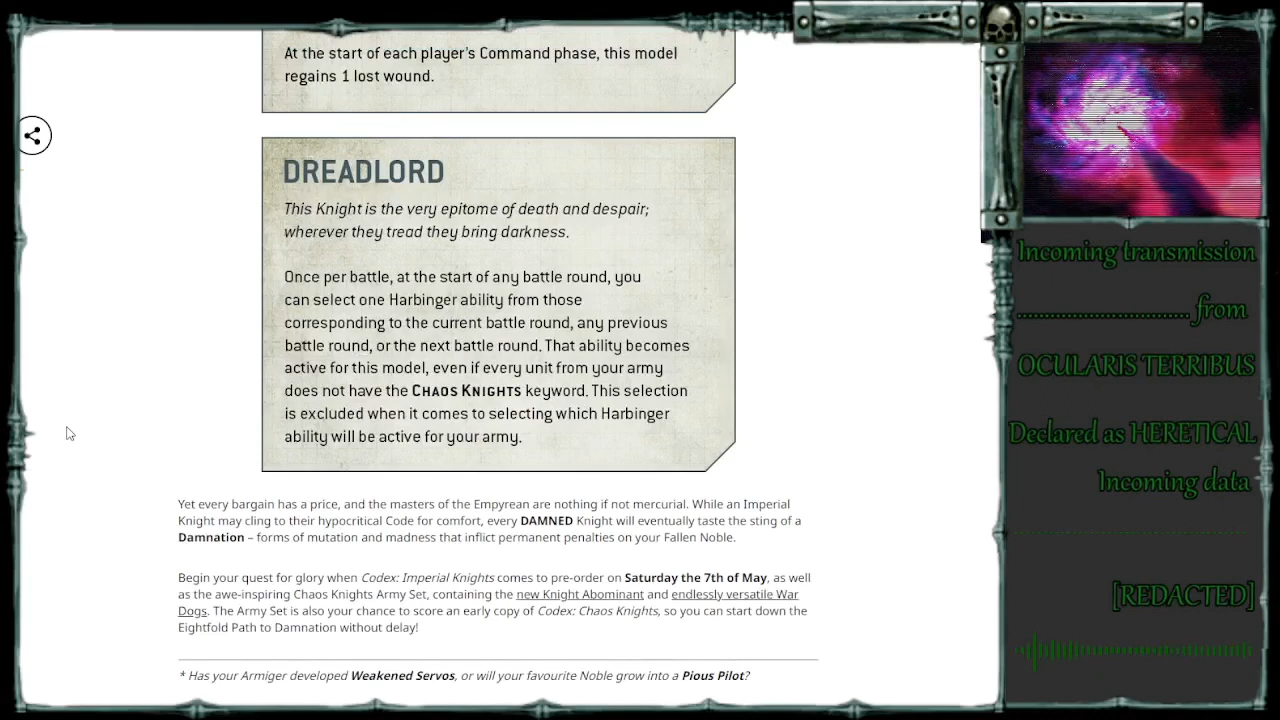 At the start of each player's Command phase, this model
regains 1 lost wound.
DREADLORD
This Knight is the very epitome of death and despair;
wherever they tread they bring darkness.
Once per battle, at the start of any battle round, you
can select one Harbinger ability from those
corresponding to the current battle round, any previous
battle round, or the next battle round. That ability becomes
active for this model, even if every unit from your army
does not have the CHAOS KNIGHTS keyword. This selection
is excluded when it comes to selecting which Harbinger
ability will be active for your army.
Yet every bargain has a price, and the masters of the Empyrean are nothing if not mercurial. While an Imperial
Knight may cling to their hypocritical Code for comfort, every DAMNED Knight will eventually taste the sting of a
Damnation – forms of mutation and madness that inflict permanent penalties on your Fallen Noble.
Begin your quest for glory when Codex: Imperial Knights comes to pre-order on Saturday the 7th of May, as well
as the awe-inspiring Chaos Knights Army Set, containing the new Knight Abominant and endlessly versatile War
Dogs. The Army Set is also your chance to score an early copy of Codex: Chaos Knights, so you can start down the
Eightfold Path to Damnation without delay!
* Has your Armiger developed Weakened Servos, or will your favourite Noble grow into a Pious Pilot?
Incoming transmission
................................ from
OCULARIS TERRIBUS
Declared as HERETICAL
Incoming data
[REDACTED]